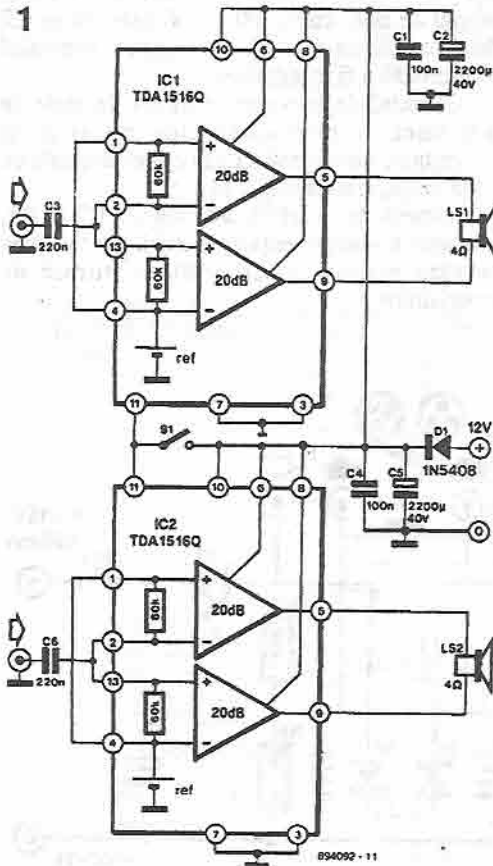 1
10
6
8
C1
100n
C2
2200μ
40V
IC1
TDA1516Q
1
60k
+
20dB
-
5
2
C3
220n
LS1
4Ω
13
60k
+
20dB
-
9
4
ref
11
7
3
S1
D1
12V
+
1N5408
11
10
6
8
C4
100n
C5
2200μ
40V
0
IC2
TDA1516Q
1
60k
+
20dB
-
5
2
C6
220n
LS2
4Ω
13
60k
+
20dB
-
9
4
ref
7
3
894092 - 11